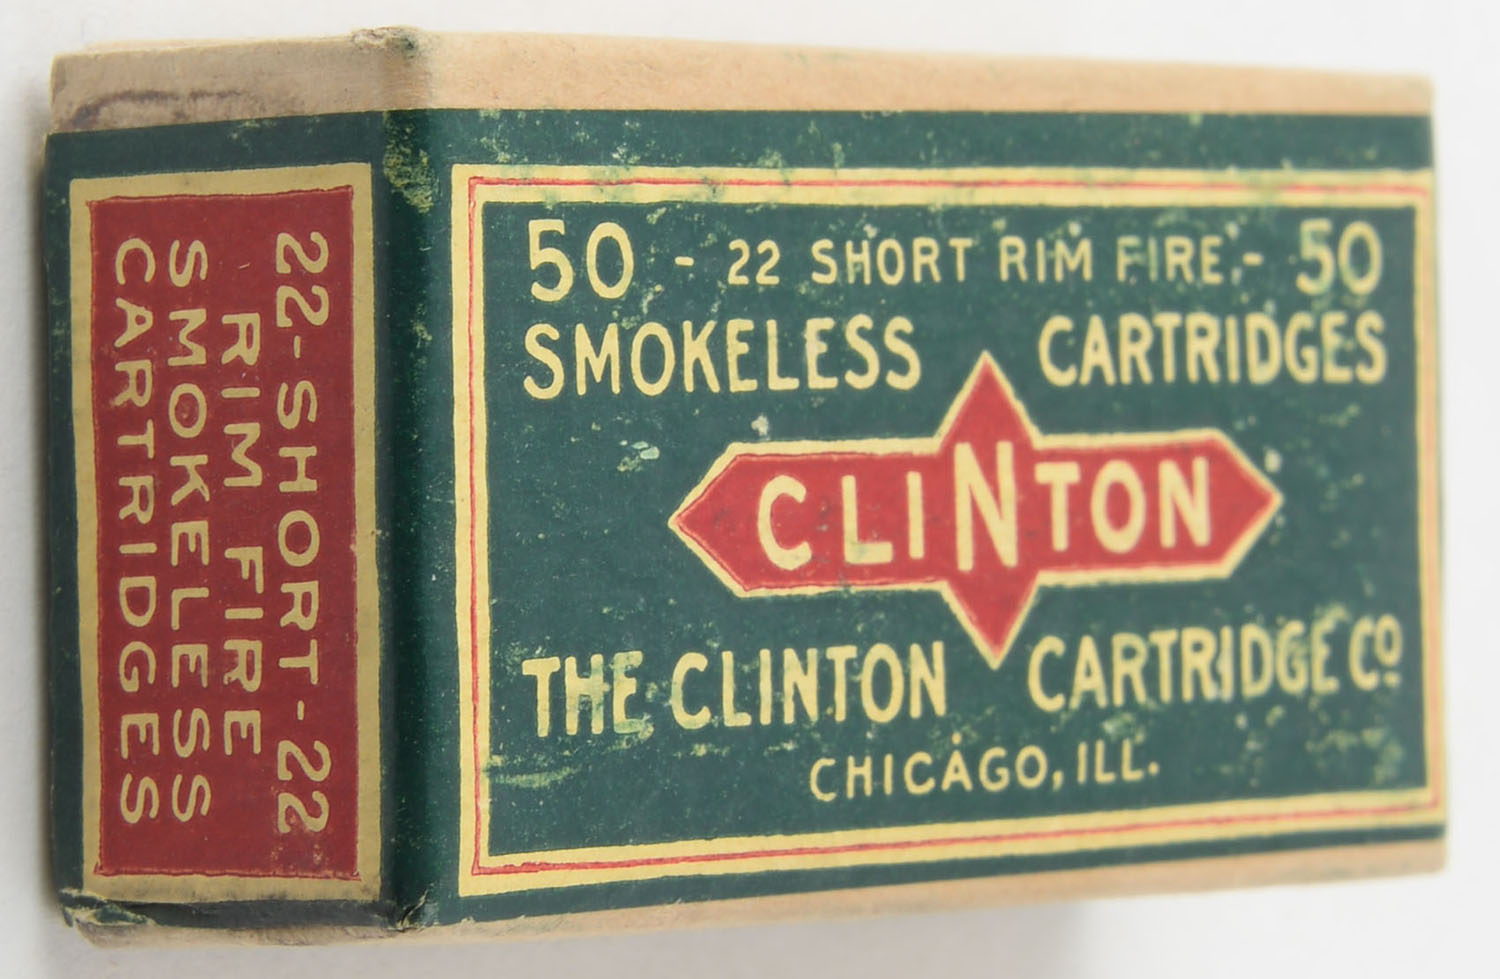 50 - 22 SHORT RIM FIRE. - 50
SMOKELESS CARTRIDGES
CLINTON
THE CLINTON CARTRIDGE CO
CHICAGO, ILL.
22-SHORT-22
RIM FIRE
SMOKELESS
CARTRIDGES